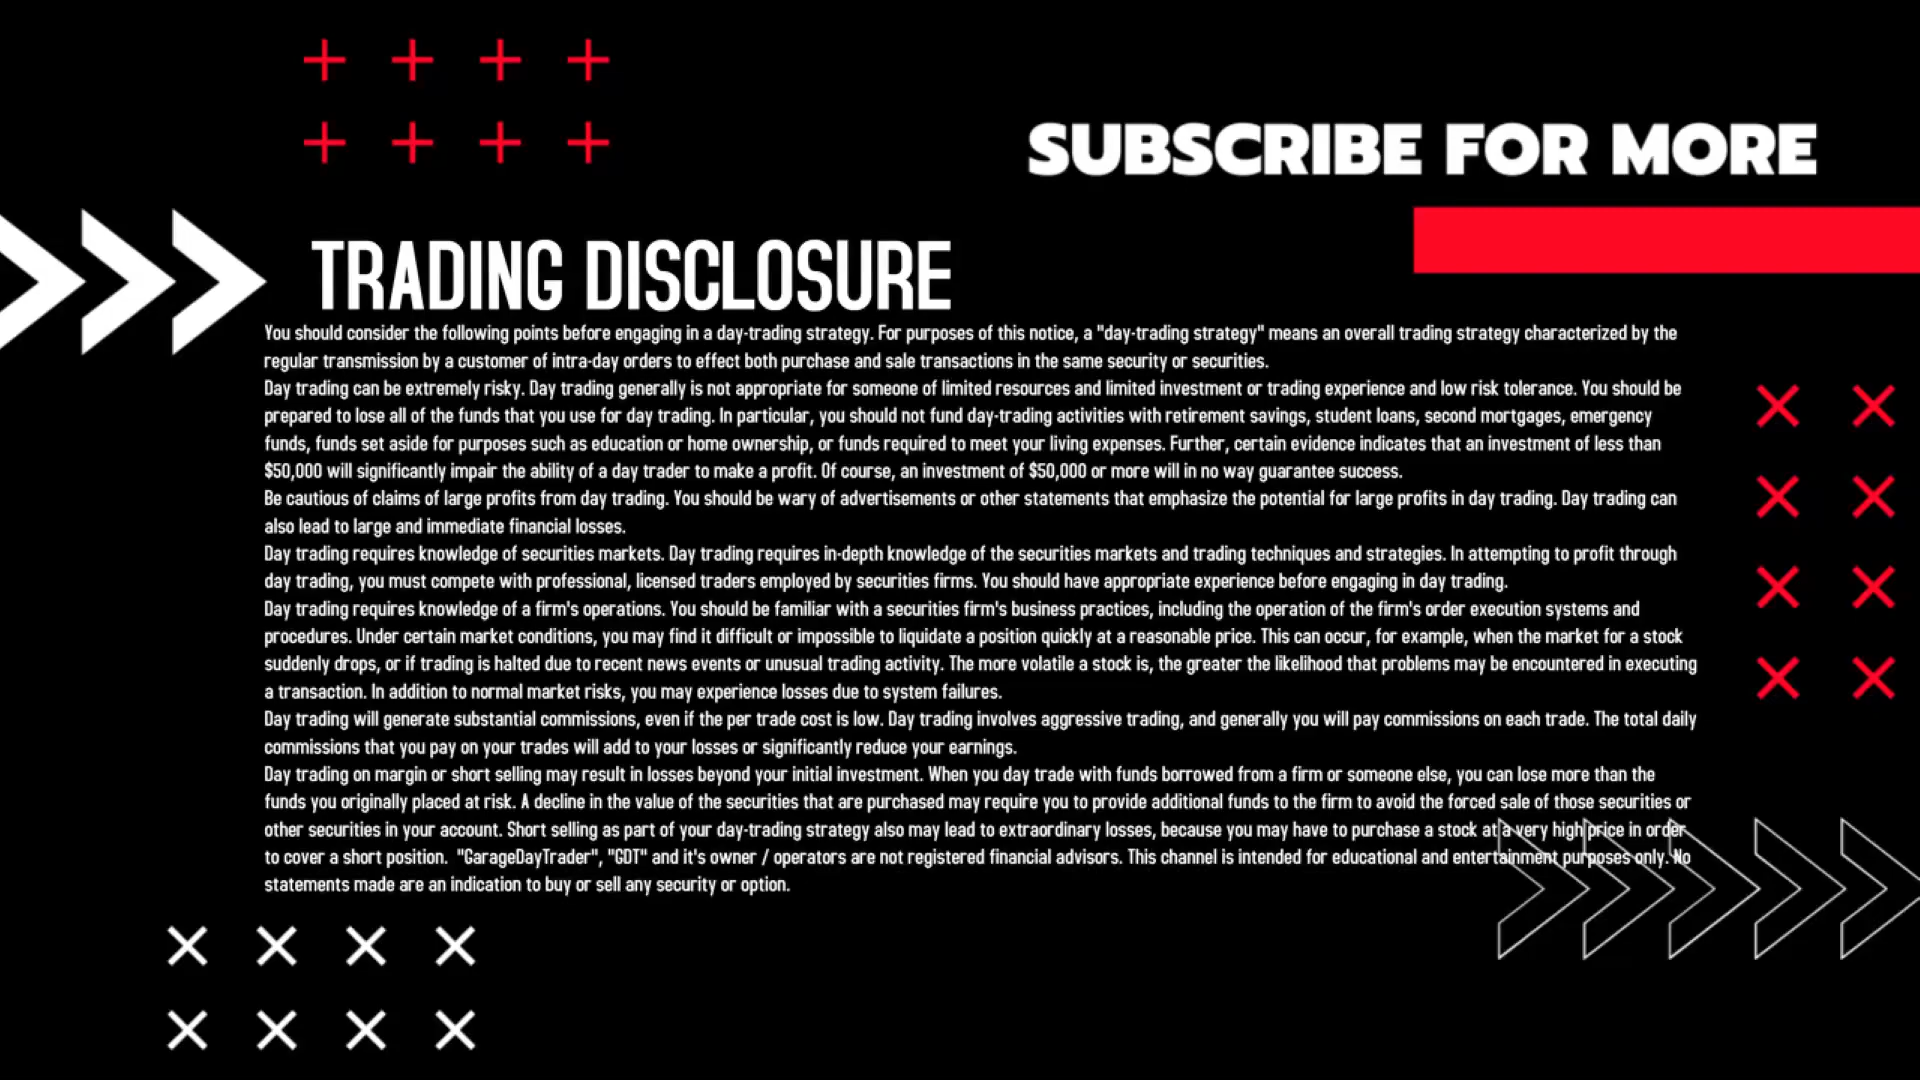 SUBSCRIBE FOR MORE
TRADING DISCLOSURE
You should consider the following points before engaging in a day-trading strategy. For purposes of this notice, a "day-trading strategy" means an overall trading strategy characterized by the
regular transmission by a customer of intra-day orders to effect both purchase and sale transactions in the same security or securities.
Day trading can be extremely risky. Day trading generally is not appropriate for someone of limited resources and limited investment or trading experience and low risk tolerance. You should be
prepared to lose all of the funds that you use for day trading. In particular, you should not fund day-trading activities with retirement savings, student loans, second mortgages, emergency
funds, funds set aside for purposes such as education or home ownership, or funds required to meet your living expenses. Further, certain evidence indicates that an investment of less than
$50,000 will significantly impair the ability of a day trader to make a profit. Of course, an investment of $50,000 or more will in no way guarantee success.
Be cautious of claims of large profits from day trading. You should be wary of advertisements or other statements that emphasize the potential for large profits in day trading. Day trading can
also lead to large and immediate financial losses.
Day trading requires knowledge of securities markets. Day trading requires in-depth knowledge of the securities markets and trading techniques and strategies. In attempting to profit through
day trading, you must compete with professional, licensed traders employed by securities firms. You should have appropriate experience before engaging in day trading.
Day trading requires knowledge of a firm's operations. You should be familiar with a securities firm's business practices, including the operation of the firm's order execution systems and
procedures. Under certain market conditions, you may find it difficult or impossible to liquidate a position quickly at a reasonable price. This can occur, for example, when the market for a stock
suddenly drops, or if trading is halted due to recent news events or unusual trading activity. The more volatile a stock is, the greater the likelihood that problems may be encountered in executing
a transaction. In addition to normal market risks, you may experience losses due to system failures.
Day trading will generate substantial commissions, even if the per trade cost is low. Day trading involves aggressive trading, and generally you will pay commissions on each trade. The total daily
commissions that you pay on your trades will add to your losses or significantly reduce your earnings.
Day trading on margin or short selling may result in losses beyond your initial investment. When you day trade with funds borrowed from a firm or someone else, you can lose more than the
funds you originally placed at risk. A decline in the value of the securities that are purchased may require you to provide additional funds to the firm to avoid the forced sale of those securities or
other securities in your account. Short selling as part of your day-trading strategy also may lead to extraordinary losses, because you may have to purchase a stock at a very high price in order
to cover a short position. "GarageDayTrader", "GDT" and it's owner / operators are not registered financial advisors. This channel is intended for educational and entertainment purposes only. No
statements made are an indication to buy or sell any security or option.